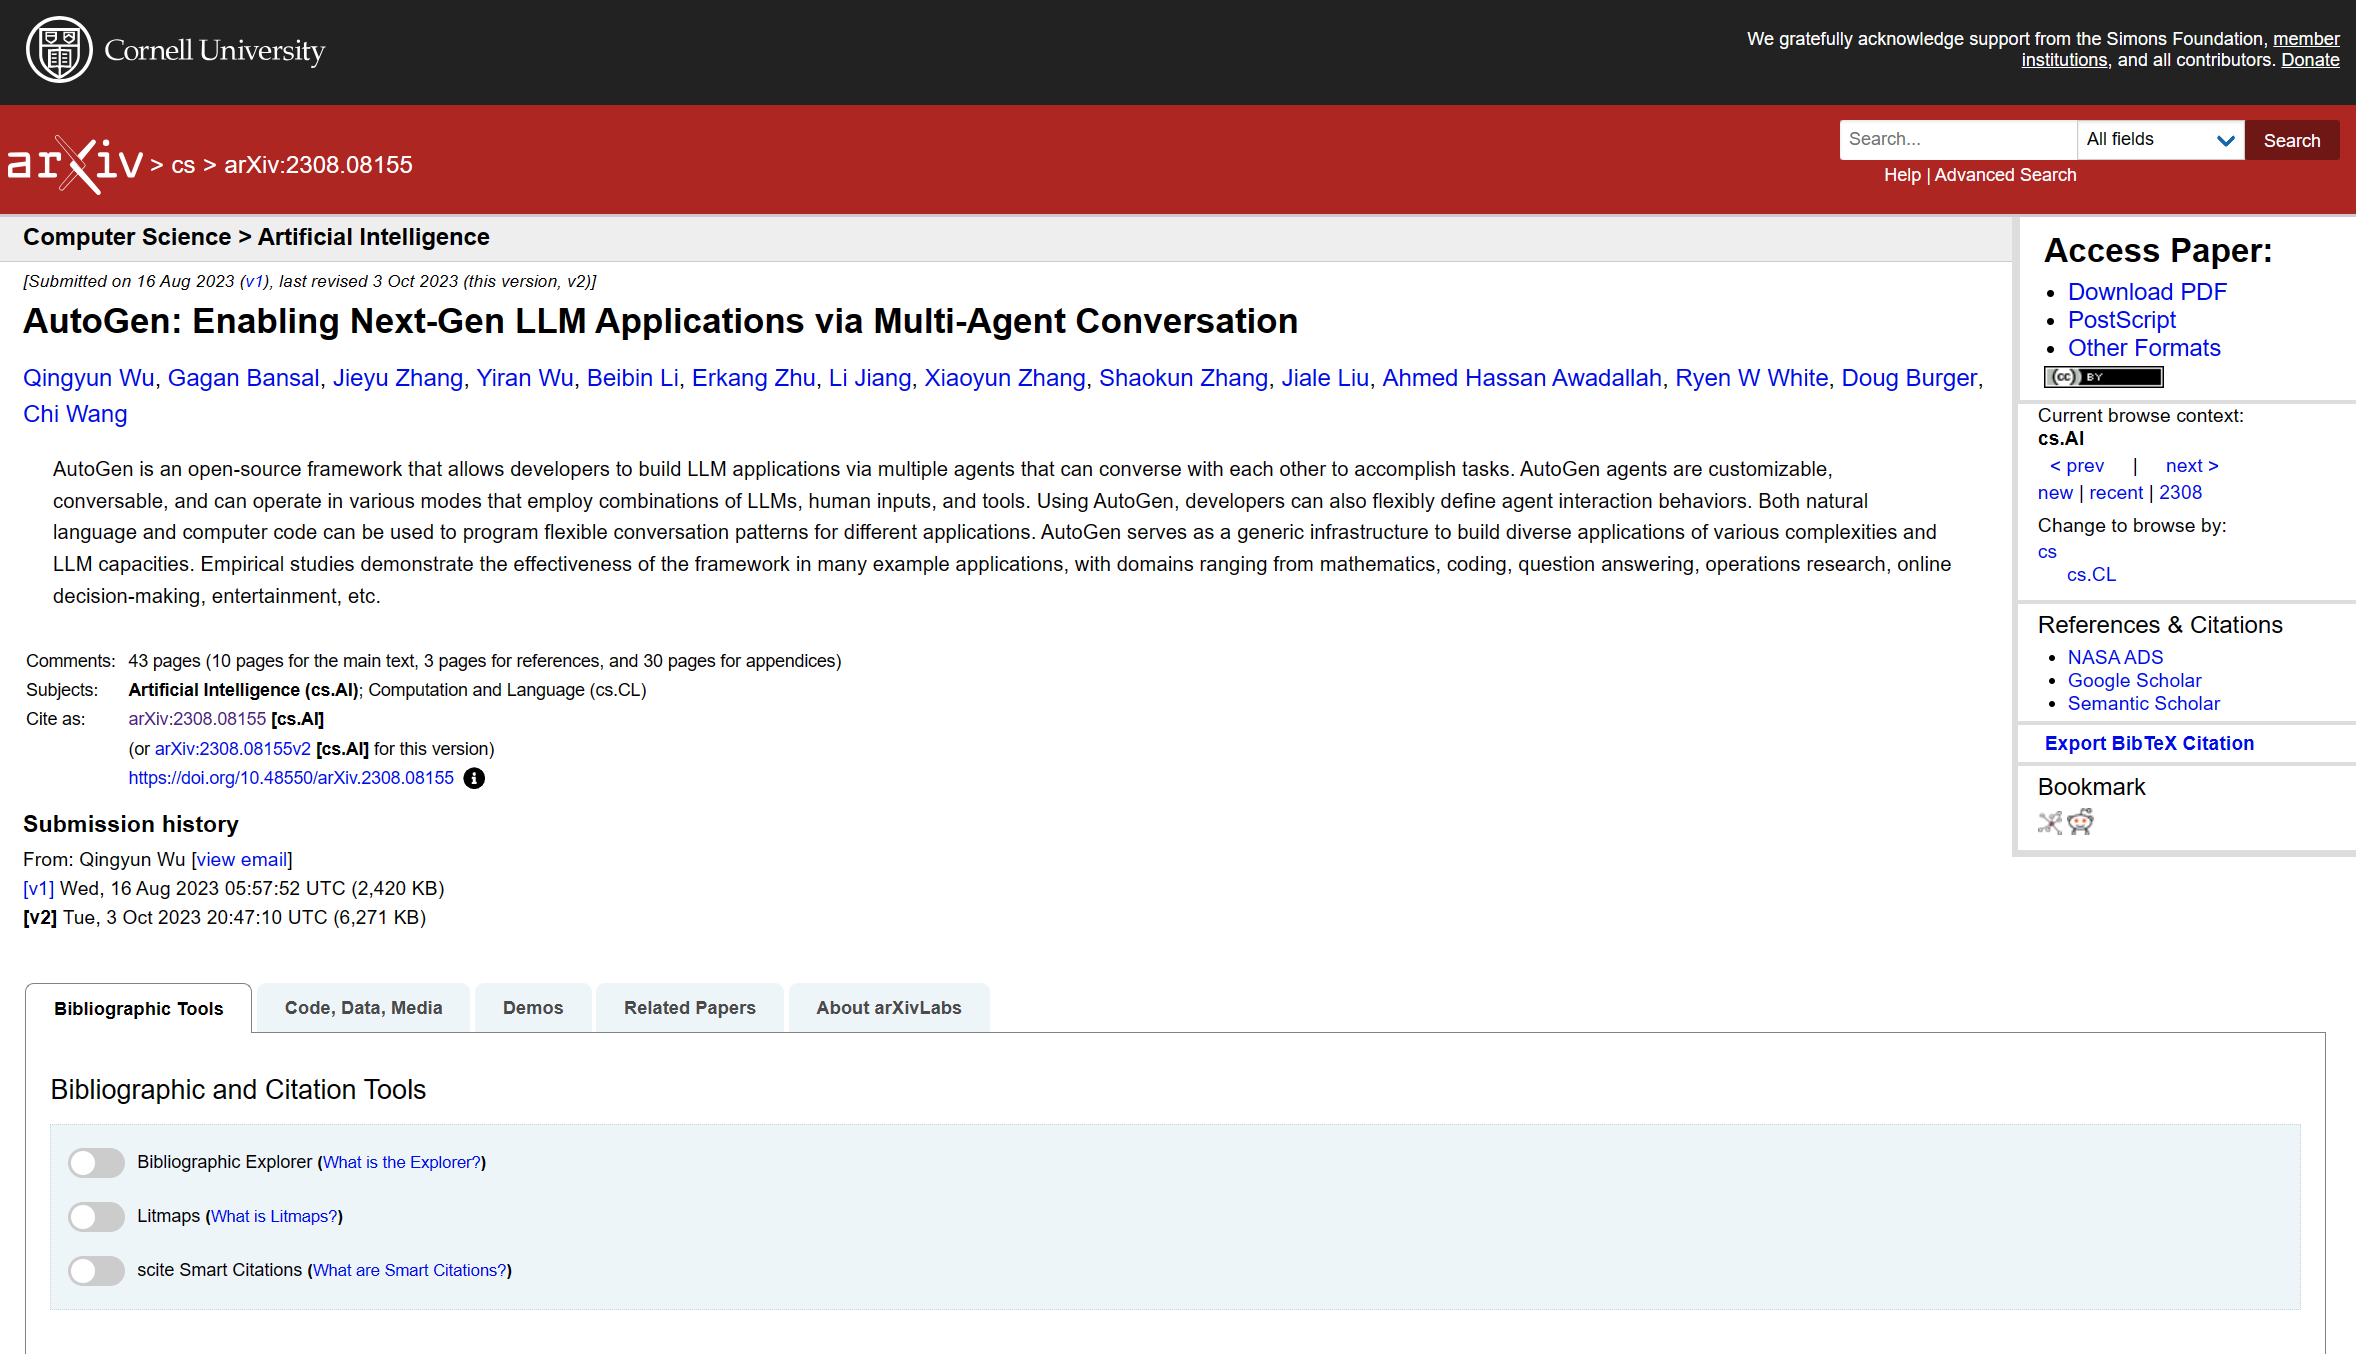 Cornell University
We gratefully acknowledge support from the Simons Foundation, member
institutions, and all contributors. Donate
arXiv > cs > arXiv:2308.08155
Search...
All fields
Search
Help | Advanced Search
Computer Science > Artificial Intelligence
[Submitted on 16 Aug 2023 (v1), last revised 3 Oct 2023 (this version, v2)]
AutoGen: Enabling Next-Gen LLM Applications via Multi-Agent Conversation
Qingyun Wu, Gagan Bansal, Jieyu Zhang, Yiran Wu, Beibin Li, Erkang Zhu, Li Jiang, Xiaoyun Zhang, Shaokun Zhang, Jiale Liu, Ahmed Hassan Awadallah, Ryen W White, Doug Burger,
Chi Wang
AutoGen is an open-source framework that allows developers to build LLM applications via multiple agents that can converse with each other to accomplish tasks. AutoGen agents are customizable,
conversable, and can operate in various modes that employ combinations of LLMs, human inputs, and tools. Using AutoGen, developers can also flexibly define agent interaction behaviors. Both natural
language and computer code can be used to program flexible conversation patterns for different applications. AutoGen serves as a generic infrastructure to build diverse applications of various complexities and
LLM capacities. Empirical studies demonstrate the effectiveness of the framework in many example applications, with domains ranging from mathematics, coding, question answering, operations research, online
decision-making, entertainment, etc.
Comments: 43 pages (10 pages for the main text, 3 pages for references, and 30 pages for appendices)
Subjects: Artificial Intelligence (cs.AI); Computation and Language (cs.CL)
Cite as: arXiv:2308.08155 [cs.AI]
(or arXiv:2308.08155v2 [cs.AI] for this version)
https://doi.org/10.48550/arXiv.2308.08155
Submission history
From: Qingyun Wu [view email]
[v1] Wed, 16 Aug 2023 05:57:52 UTC (2,420 KB)
[v2] Tue, 3 Oct 2023 20:47:10 UTC (6,271 KB)
Access Paper:
Download PDF
PostScript
Other Formats
(cc) BY
Current browse context:
cs.AI
< prev | next >
new | recent | 2308
Change to browse by:
cs
cs.CL
References & Citations
NASA ADS
Google Scholar
Semantic Scholar
Export BibTeX Citation
Bookmark
Bibliographic Tools
Code, Data, Media
Demos
Related Papers
About arXivLabs
Bibliographic and Citation Tools
Bibliographic Explorer (What is the Explorer?)
Litmaps (What is Litmaps?)
scite Smart Citations (What are Smart Citations?)